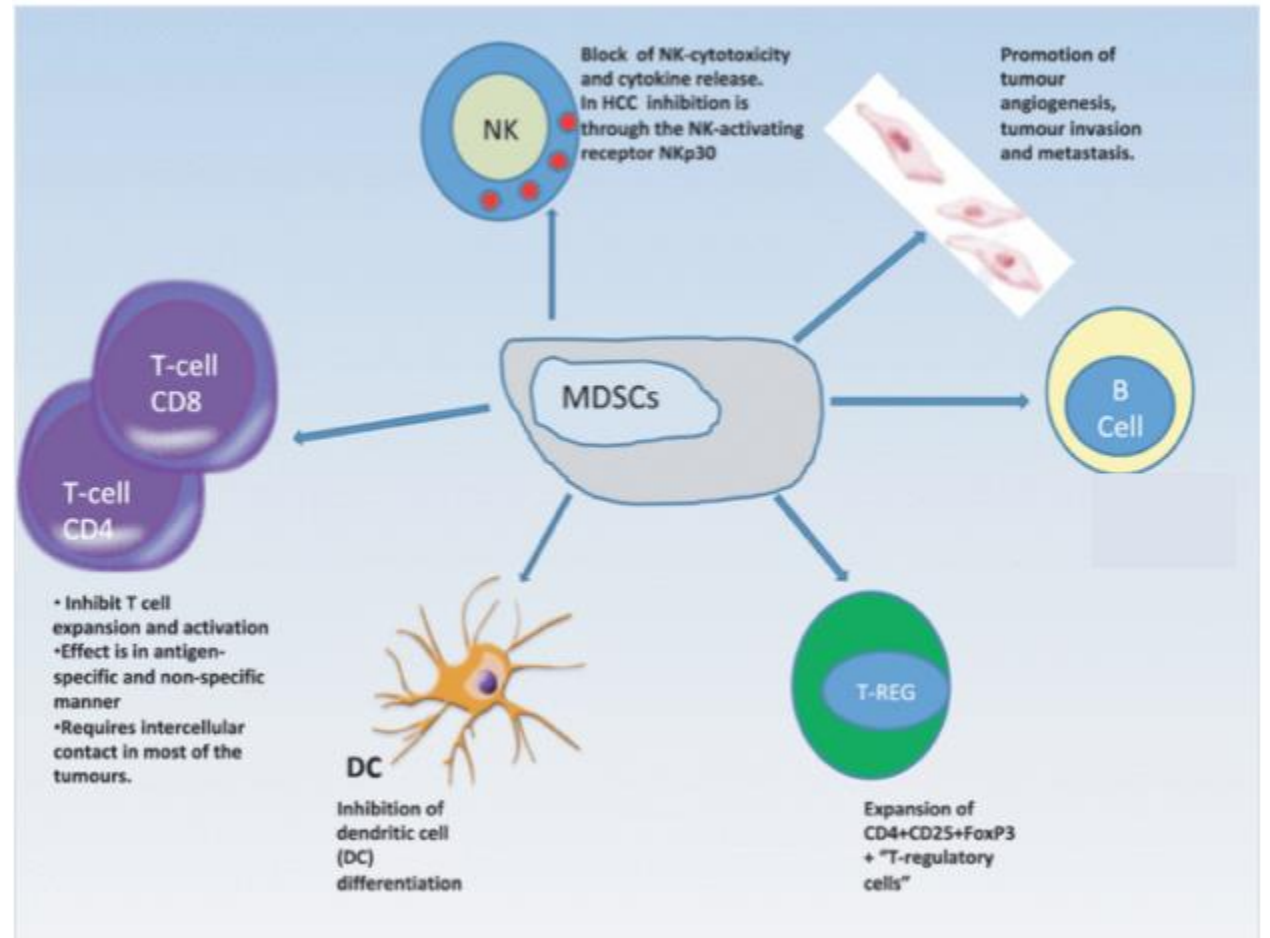 Block of NK-cytotoxicity
and cytokine release.
In HCC inhibition is
through the NK-activating
receptor NKp30
NK
Promotion of
tumour
angiogenesis,
tumour invasion
and metastasis.
T-cell
CD8
T-cell
CD4
MDSCs
B
Cell
• Inhibit T cell
expansion and activation
•Effect is in antigen-
specific and non-specific
manner
•Requires intercellular
contact in most of the
tumours.
DC
Inhibition of
dendritic cell
(DC)
differentiation
T-REG
Expansion of
CD4+CD25+FoxP3
+ "T-regulatory
cells"